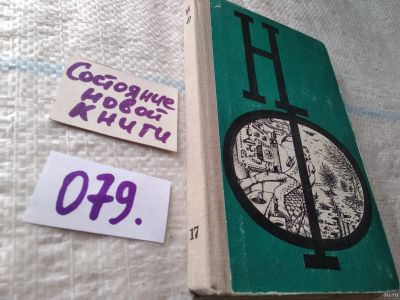 Состояние
новой
книги
079.
НФ
17